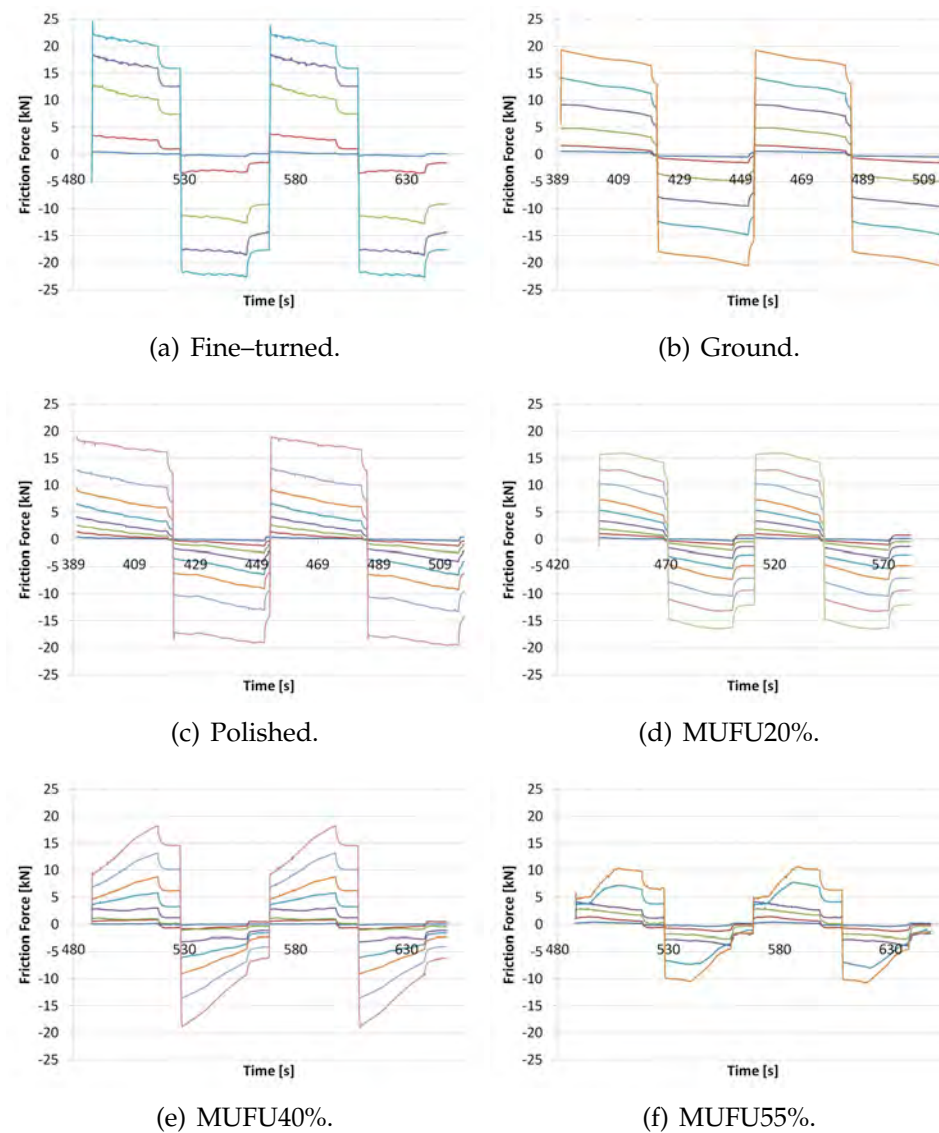 25
20
15
10
5
0
-5
-10
-15
-20
-25
Friction Force [kN]
480 530 580 630
Time [s]
(a) Fine–turned.
25
20
15
10
5
0
-5
-10
-15
-20
-25
Friciton Force [kN]
389 409 429 449 469 489 509
Time [s]
(b) Ground.
25
20
15
10
5
0
-5
-10
-15
-20
-25
Friction Force [kN]
389 409 429 449 469 489 509
Time [s]
(c) Polished.
25
20
15
10
5
0
-5
-10
-15
-20
-25
Friction Force [kN]
420 470 520 570
Time [s]
(d) MUFU20%.
25
20
15
10
5
0
-5
-10
-15
-20
-25
Friction Force [kN]
480 530 580 630
Time [s]
(e) MUFU40%.
25
20
15
10
5
0
-5
-10
-15
-20
-25
Friction Force [kN]
480 530 580 630
Time [s]
(f) MUFU55%.